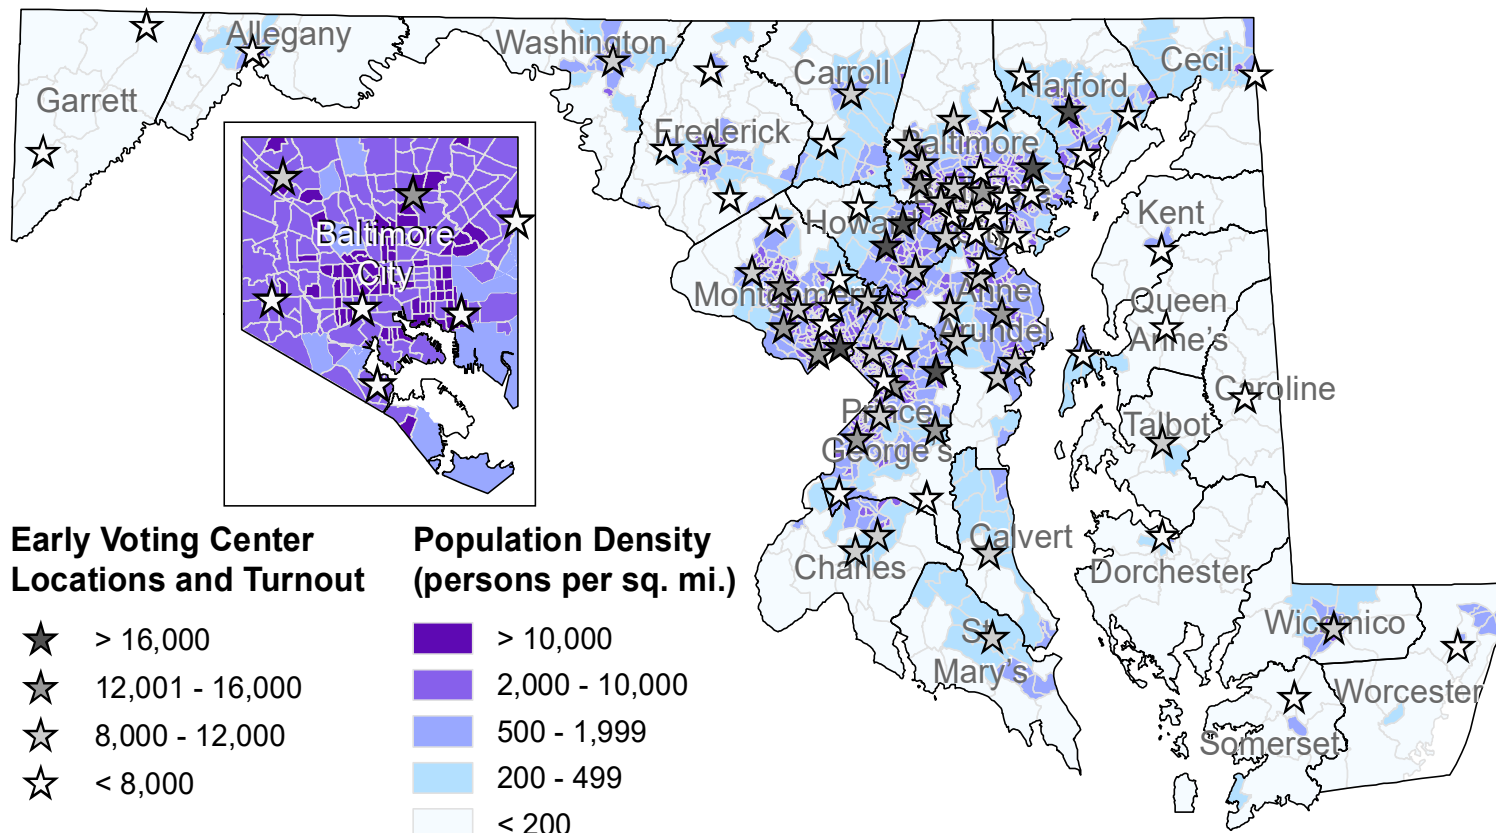 Allegany
Washington
Garrett
Frederick
Carroll
Harford
Cecil
Baltimore
Baltimore
City
Baltimore
City
Howard
Kent
Montgomery
Anne
Arundel
Queen
Anne's
Caroline
Talbot
Prince
George's
Calvert
Charles
Dorchester
St.
Mary's
Wicomico
Worcester
Somerset
Early Voting Center
Locations and Turnout
> 16,000
12,001 - 16,000
8,000 - 12,000
< 8,000
Population Density
(persons per sq. mi.)
> 10,000
2,000 - 10,000
500 - 1,999
200 - 499
< 200